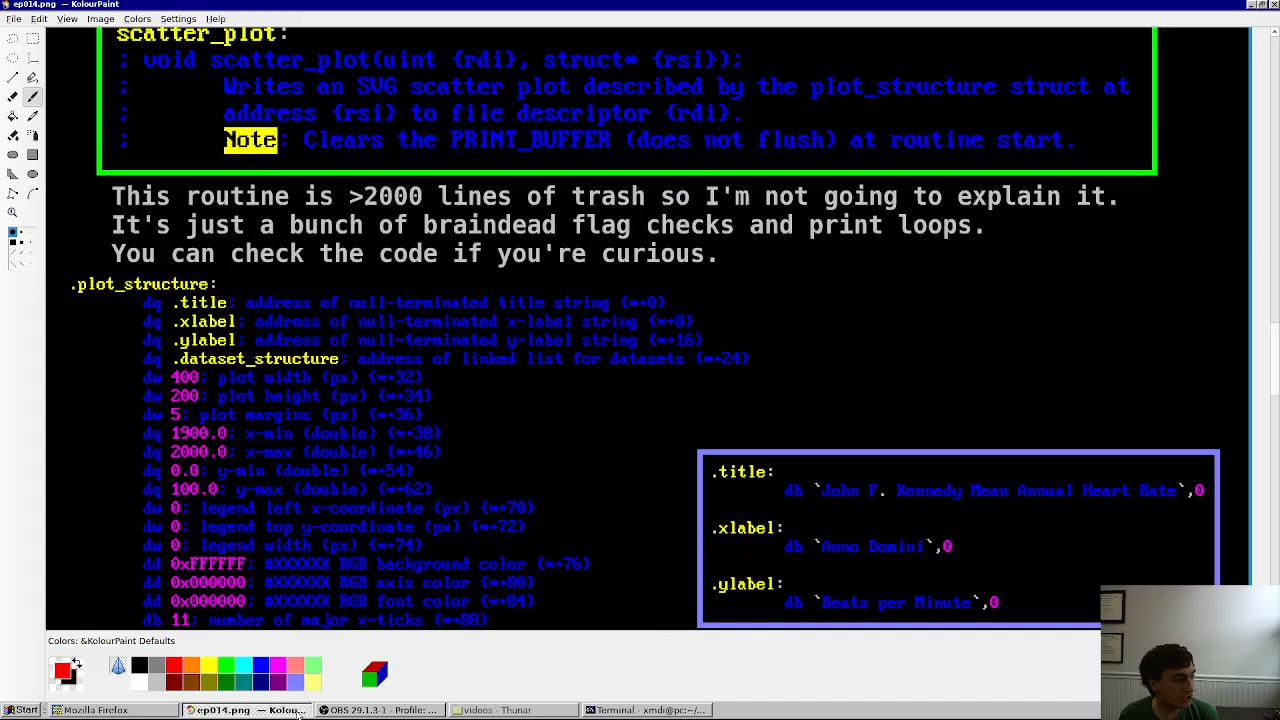 ep014.png — KolourPaint
File Edit View Image Colors Settings Help
scatter_plot:
; void scatter_plot(uint {rdi}, struct* {rsi});
; Writes an SVG scatter plot described by the plot_structure struct at
; address {rsi} to file descriptor {rdi}.
; Note: Clears the PRINT_BUFFER (does not flush) at routine start.
This routine is >2000 lines of trash so I'm not going to explain it.
It's just a bunch of braindead flag checks and print loops.
You can check the code if you're curious.
.plot_structure:
dq .title; address of null-terminated title string {*+0}
dq .xlabel; address of null-terminated x-label string {*+8}
dq .ylabel; address of null-terminated y-label string {*+16}
dq .dataset_structure; address of linked list for datasets {*+24}
dw 400; plot width (px) {*+32}
dw 200; plot height (px) {*+34}
dw 5; plot margins (px) {*+36}
dq 1900.0; x-min (double) {*+38}
dq 2000.0; x-max (double) {*+46}
dq 0.0; y-min (double) {*+54}
dq 100.0; y-max (double) {*+62}
dw 0; legend left x-coordinate (px) {*+70}
dw 0; legend top y-coordinate (px) {*+72}
dw 0; legend width (px) {*+74}
dd 0xFFFFFF; #XXXXXX RGB background color {*+76}
dd 0x000000; #XXXXXX RGB axis color {*+80}
dd 0x000000; #XXXXXX RGB font color {*+84}
db 11; number of major x-ticks {*+88}
.title:
db `John F. Kennedy Mean Annual Heart Rate`,0
.xlabel:
db `Anno Domini`,0
.ylabel:
db `Beats per Minute`,0
Colors: &KolourPaint Defaults
Start
Mozilla Firefox
ep014.png — Kolou...
OBS 29.1.3-1 - Profile: ...
videos - Thunar
Terminal - xmdi@pc:~/...